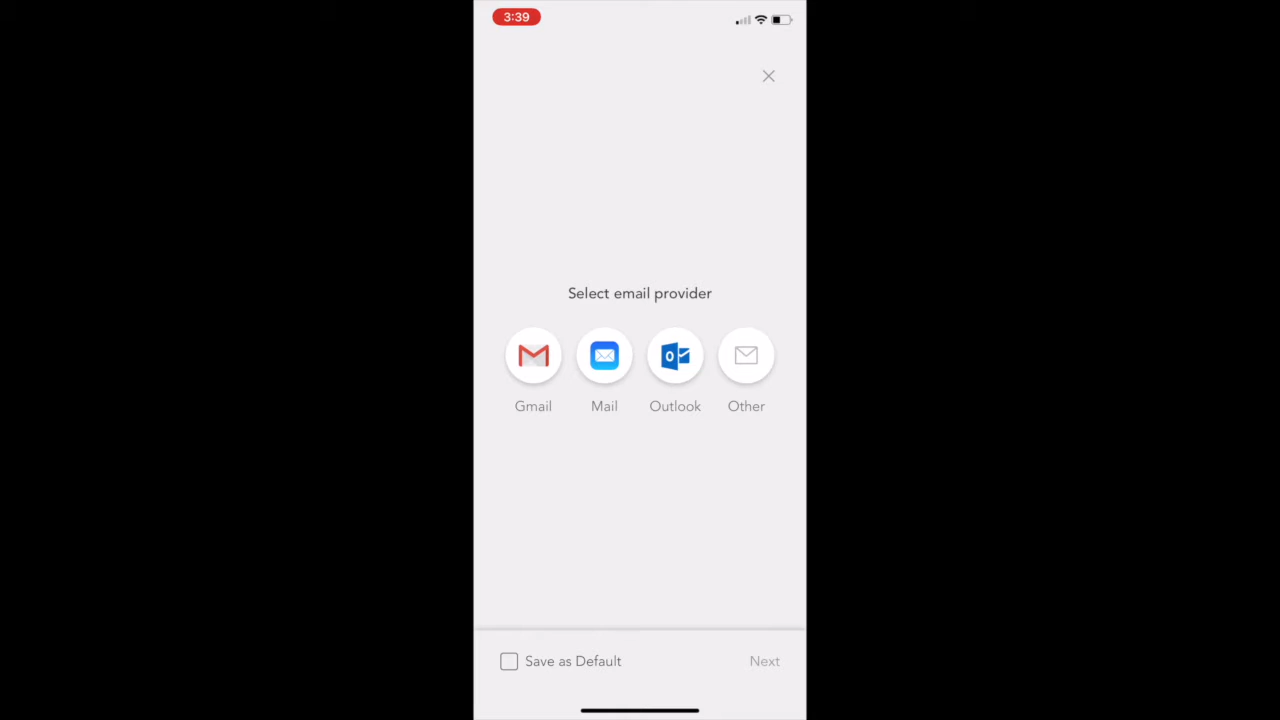 3:39
Select email provider
Gmail
Mail
Outlook
Other
Save as Default
Next